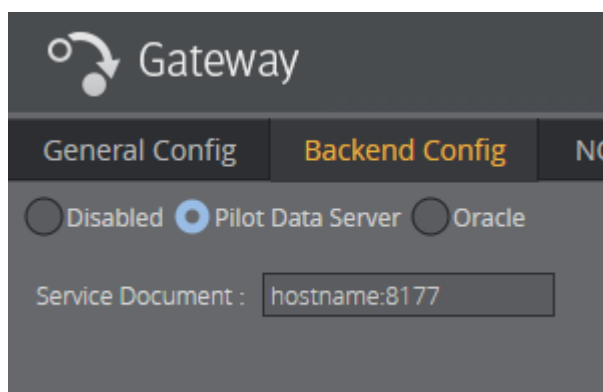 Gateway
General Config Backend Config
Disabled Pilot Data Server Oracle
Service Document : hostname:8177